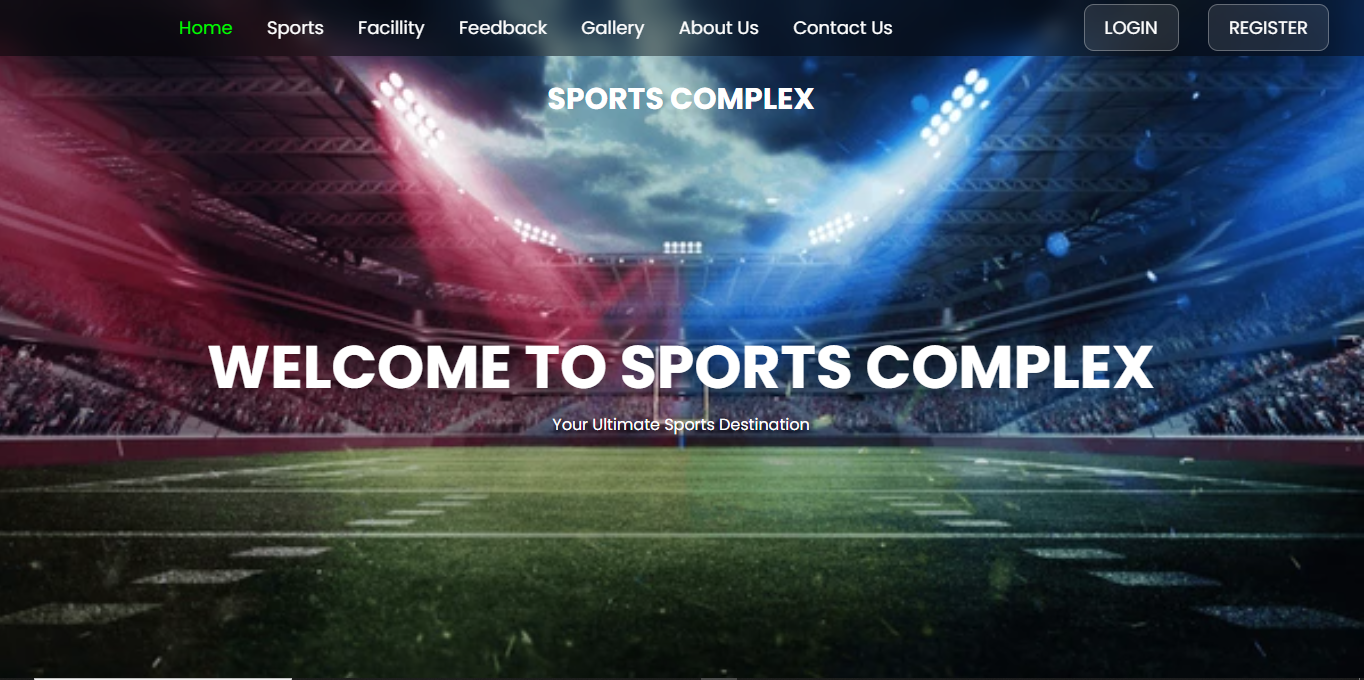 Home Sports Facillity Feedback Gallery About Us Contact Us LOGIN REGISTER
SPORTS COMPLEX
WELCOME TO SPORTS COMPLEX
Your Ultimate Sports Destination